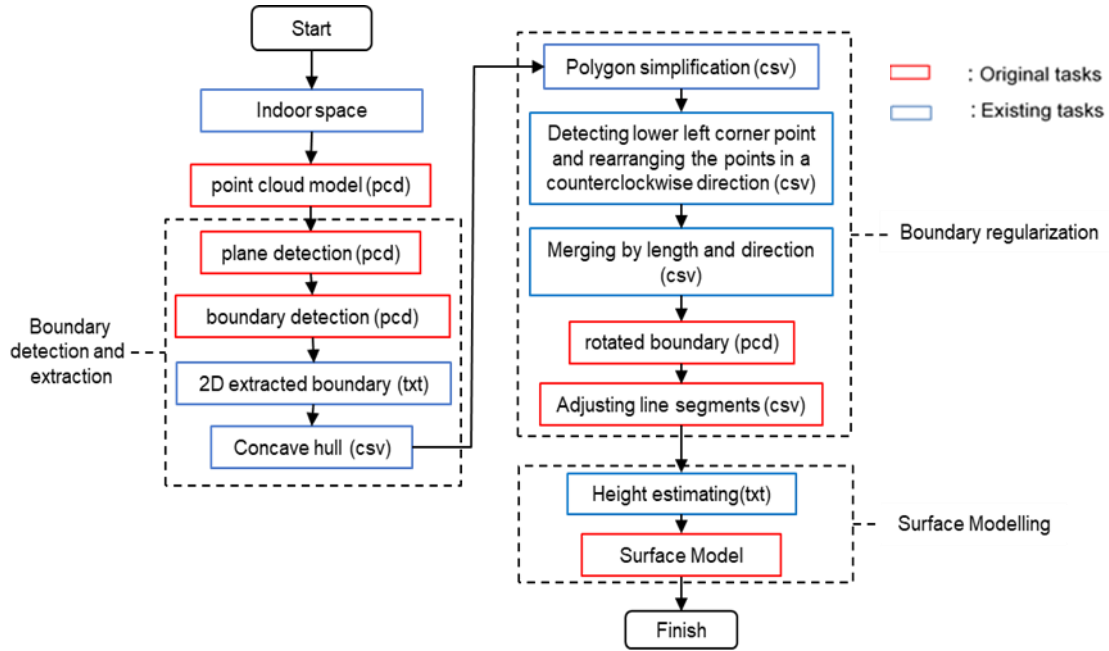 Start
Indoor space
point cloud model (pcd)
plane detection (pcd)
boundary detection (pcd)
2D extracted boundary (txt)
Concave hull (csv)
Boundary
detection and
extraction
Polygon simplification (csv)
Detecting lower left corner point
and rearranging the points in a
counterclockwise direction (csv)
Merging by length and direction
(csv)
rotated boundary (pcd)
Adjusting line segments (csv)
Boundary regularization
Height estimating(txt)
Surface Model
Surface Modelling
Finish
: Original tasks
: Existing tasks